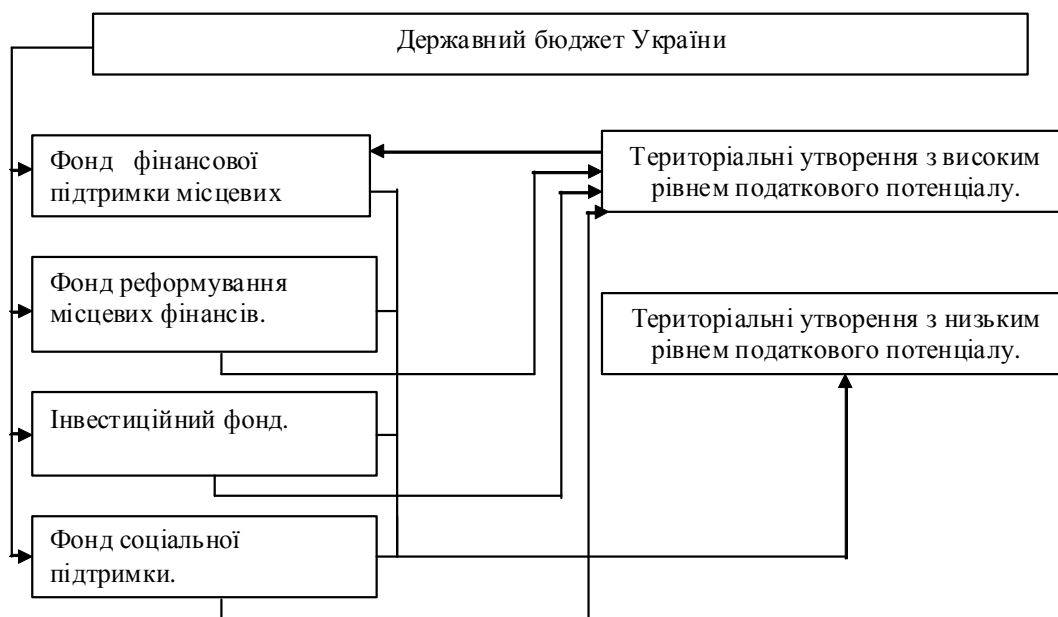 Державний бюджет України
Фонд фінансової
підтримки місцевих
Територіальні утворення з високим
рівнем податкового потенціалу.
Фонд реформування
місцевих фінансів.
Територіальні утворення з низьким
рівнем податкового потенціалу.
Інвестиційний фонд.
Фонд соціальної
підтримки.